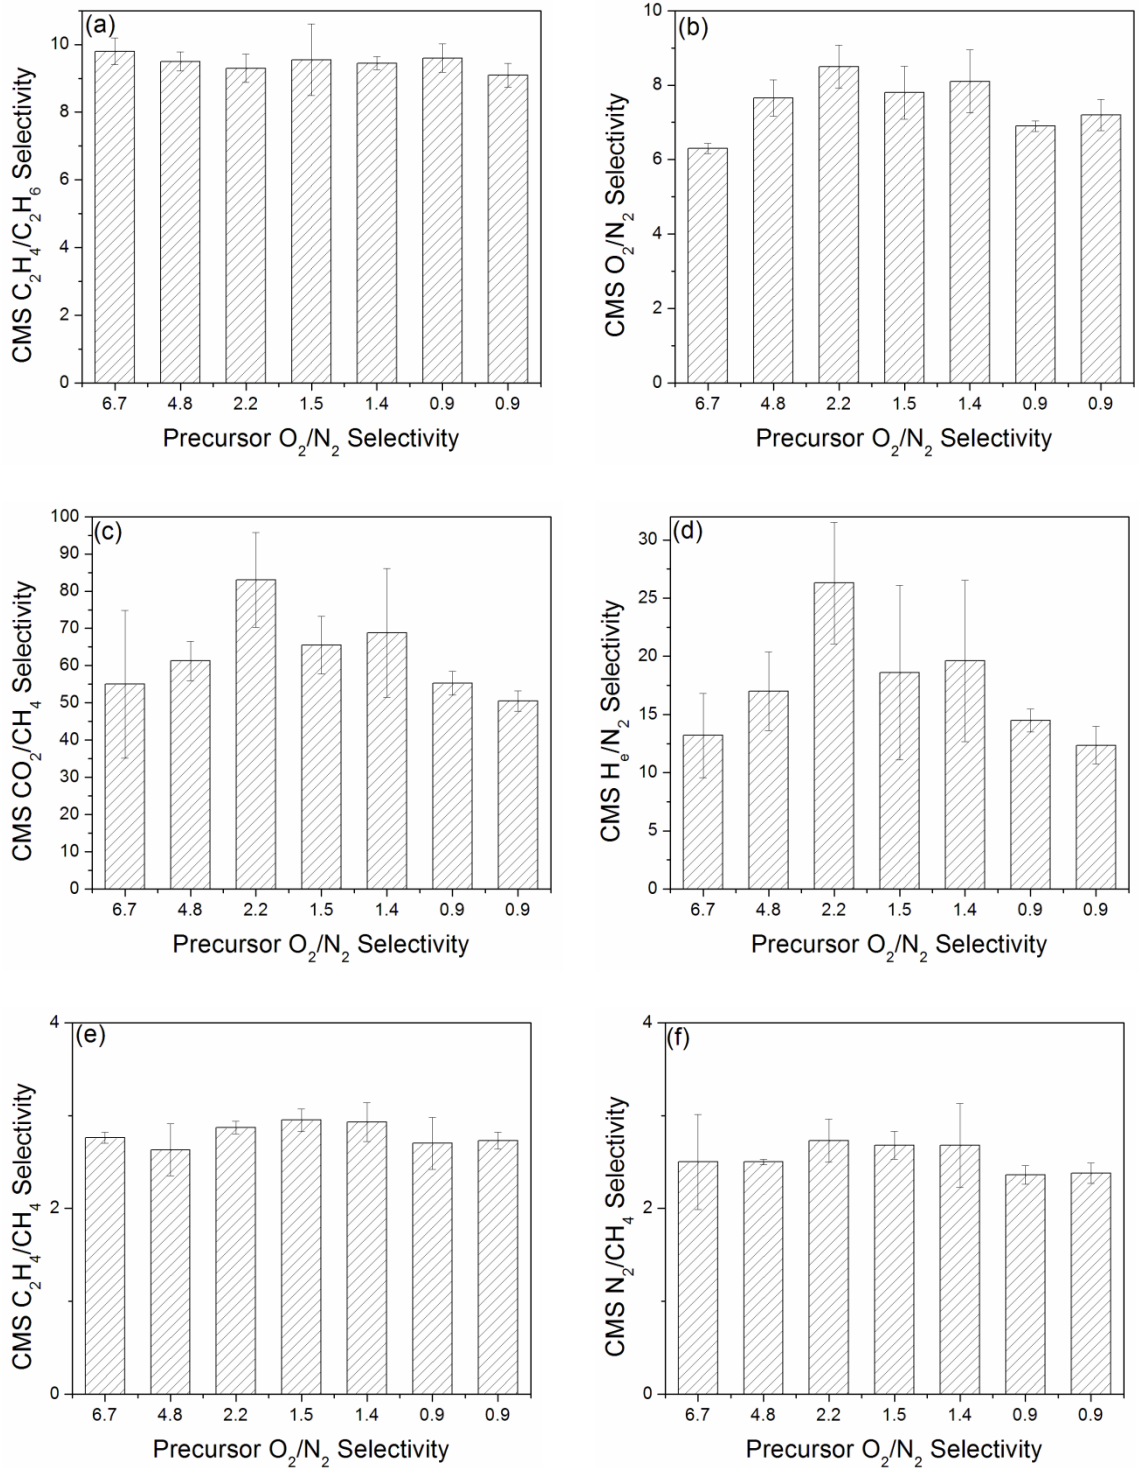 (a)
CMS C₂H₄/C₂H₆ Selectivity
10
8
6
4
2
0
6.7 4.8 2.2 1.5 1.4 0.9 0.9
Precursor O₂/N₂ Selectivity
(b)
CMS O₂/N₂ Selectivity
10
8
6
4
2
0
6.7 4.8 2.2 1.5 1.4 0.9 0.9
Precursor O₂/N₂ Selectivity
(c)
CMS CO₂/CH₄ Selectivity
100
90
80
70
60
50
40
30
20
10
0
6.7 4.8 2.2 1.5 1.4 0.9 0.9
Precursor O₂/N₂ Selectivity
(d)
CMS Hₑ/N₂ Selectivity
30
25
20
15
10
5
0
6.7 4.8 2.2 1.5 1.4 0.9 0.9
Precursor O₂/N₂ Selectivity
(e)
CMS C₂H₄/CH₄ Selectivity
4
2
0
6.7 4.8 2.2 1.5 1.4 0.9 0.9
Precursor O₂/N₂ Selectivity
(f)
CMS N₂/CH₄ Selectivity
4
2
0
6.7 4.8 2.2 1.5 1.4 0.9 0.9
Precursor O₂/N₂ Selectivity